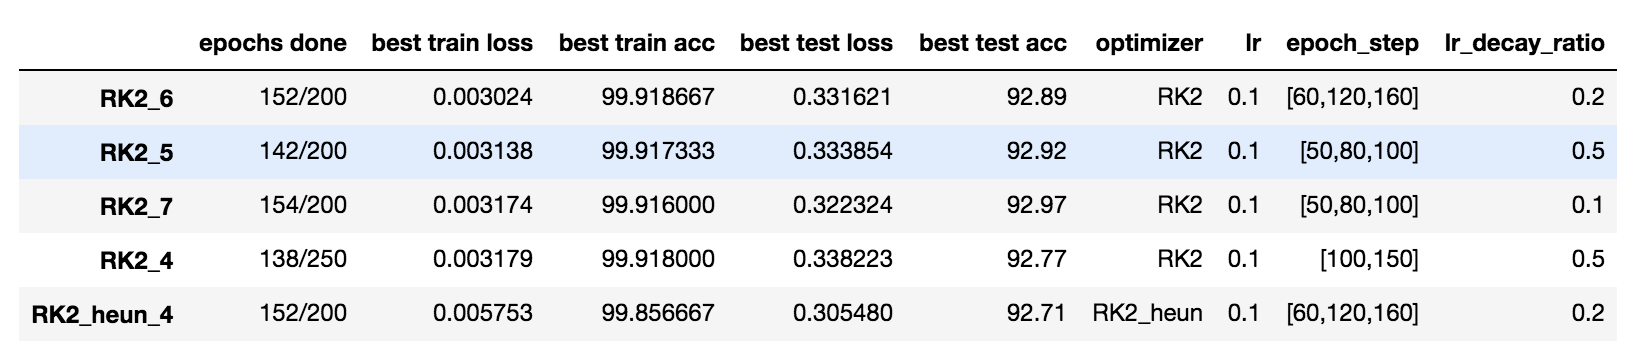 epochs done best train loss best train acc best test loss best test acc optimizer lr epoch_step lr_decay_ratio
RK2_6 152/200 0.003024 99.918667 0.331621 92.89 RK2 0.1 [60,120,160] 0.2
RK2_5 142/200 0.003138 99.917333 0.333854 92.92 RK2 0.1 [50,80,100] 0.5
RK2_7 154/200 0.003174 99.916000 0.322324 92.97 RK2 0.1 [50,80,100] 0.1
RK2_4 138/250 0.003179 99.918000 0.338223 92.77 RK2 0.1 [100,150] 0.5
RK2_heun_4 152/200 0.005753 99.856667 0.305480 92.71 RK2_heun 0.1 [60,120,160] 0.2